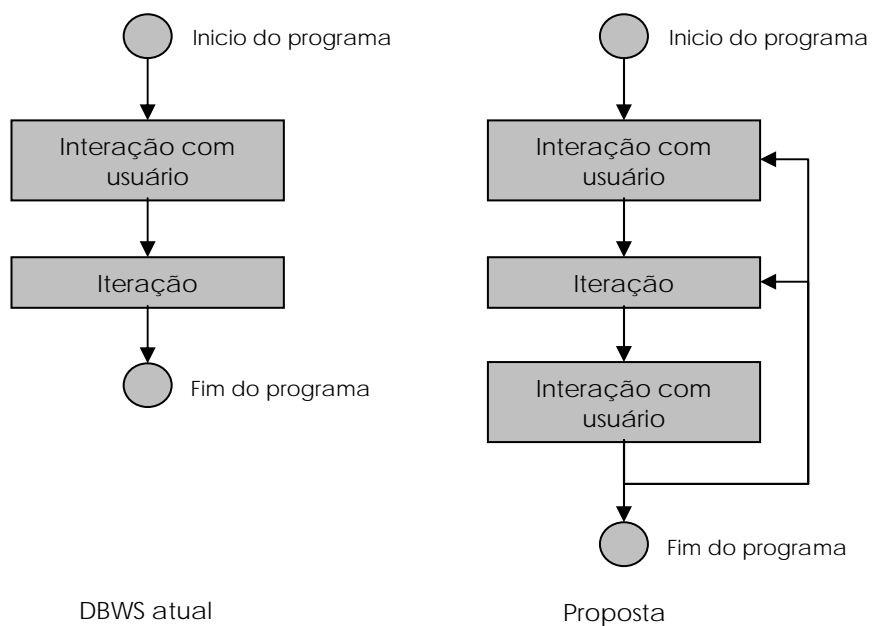 Inicio do programa
Interação com
usuário
Iteração
Fim do programa
DBWS atual
Inicio do programa
Interação com
usuário
Iteração
Interação com
usuário
Fim do programa
Proposta